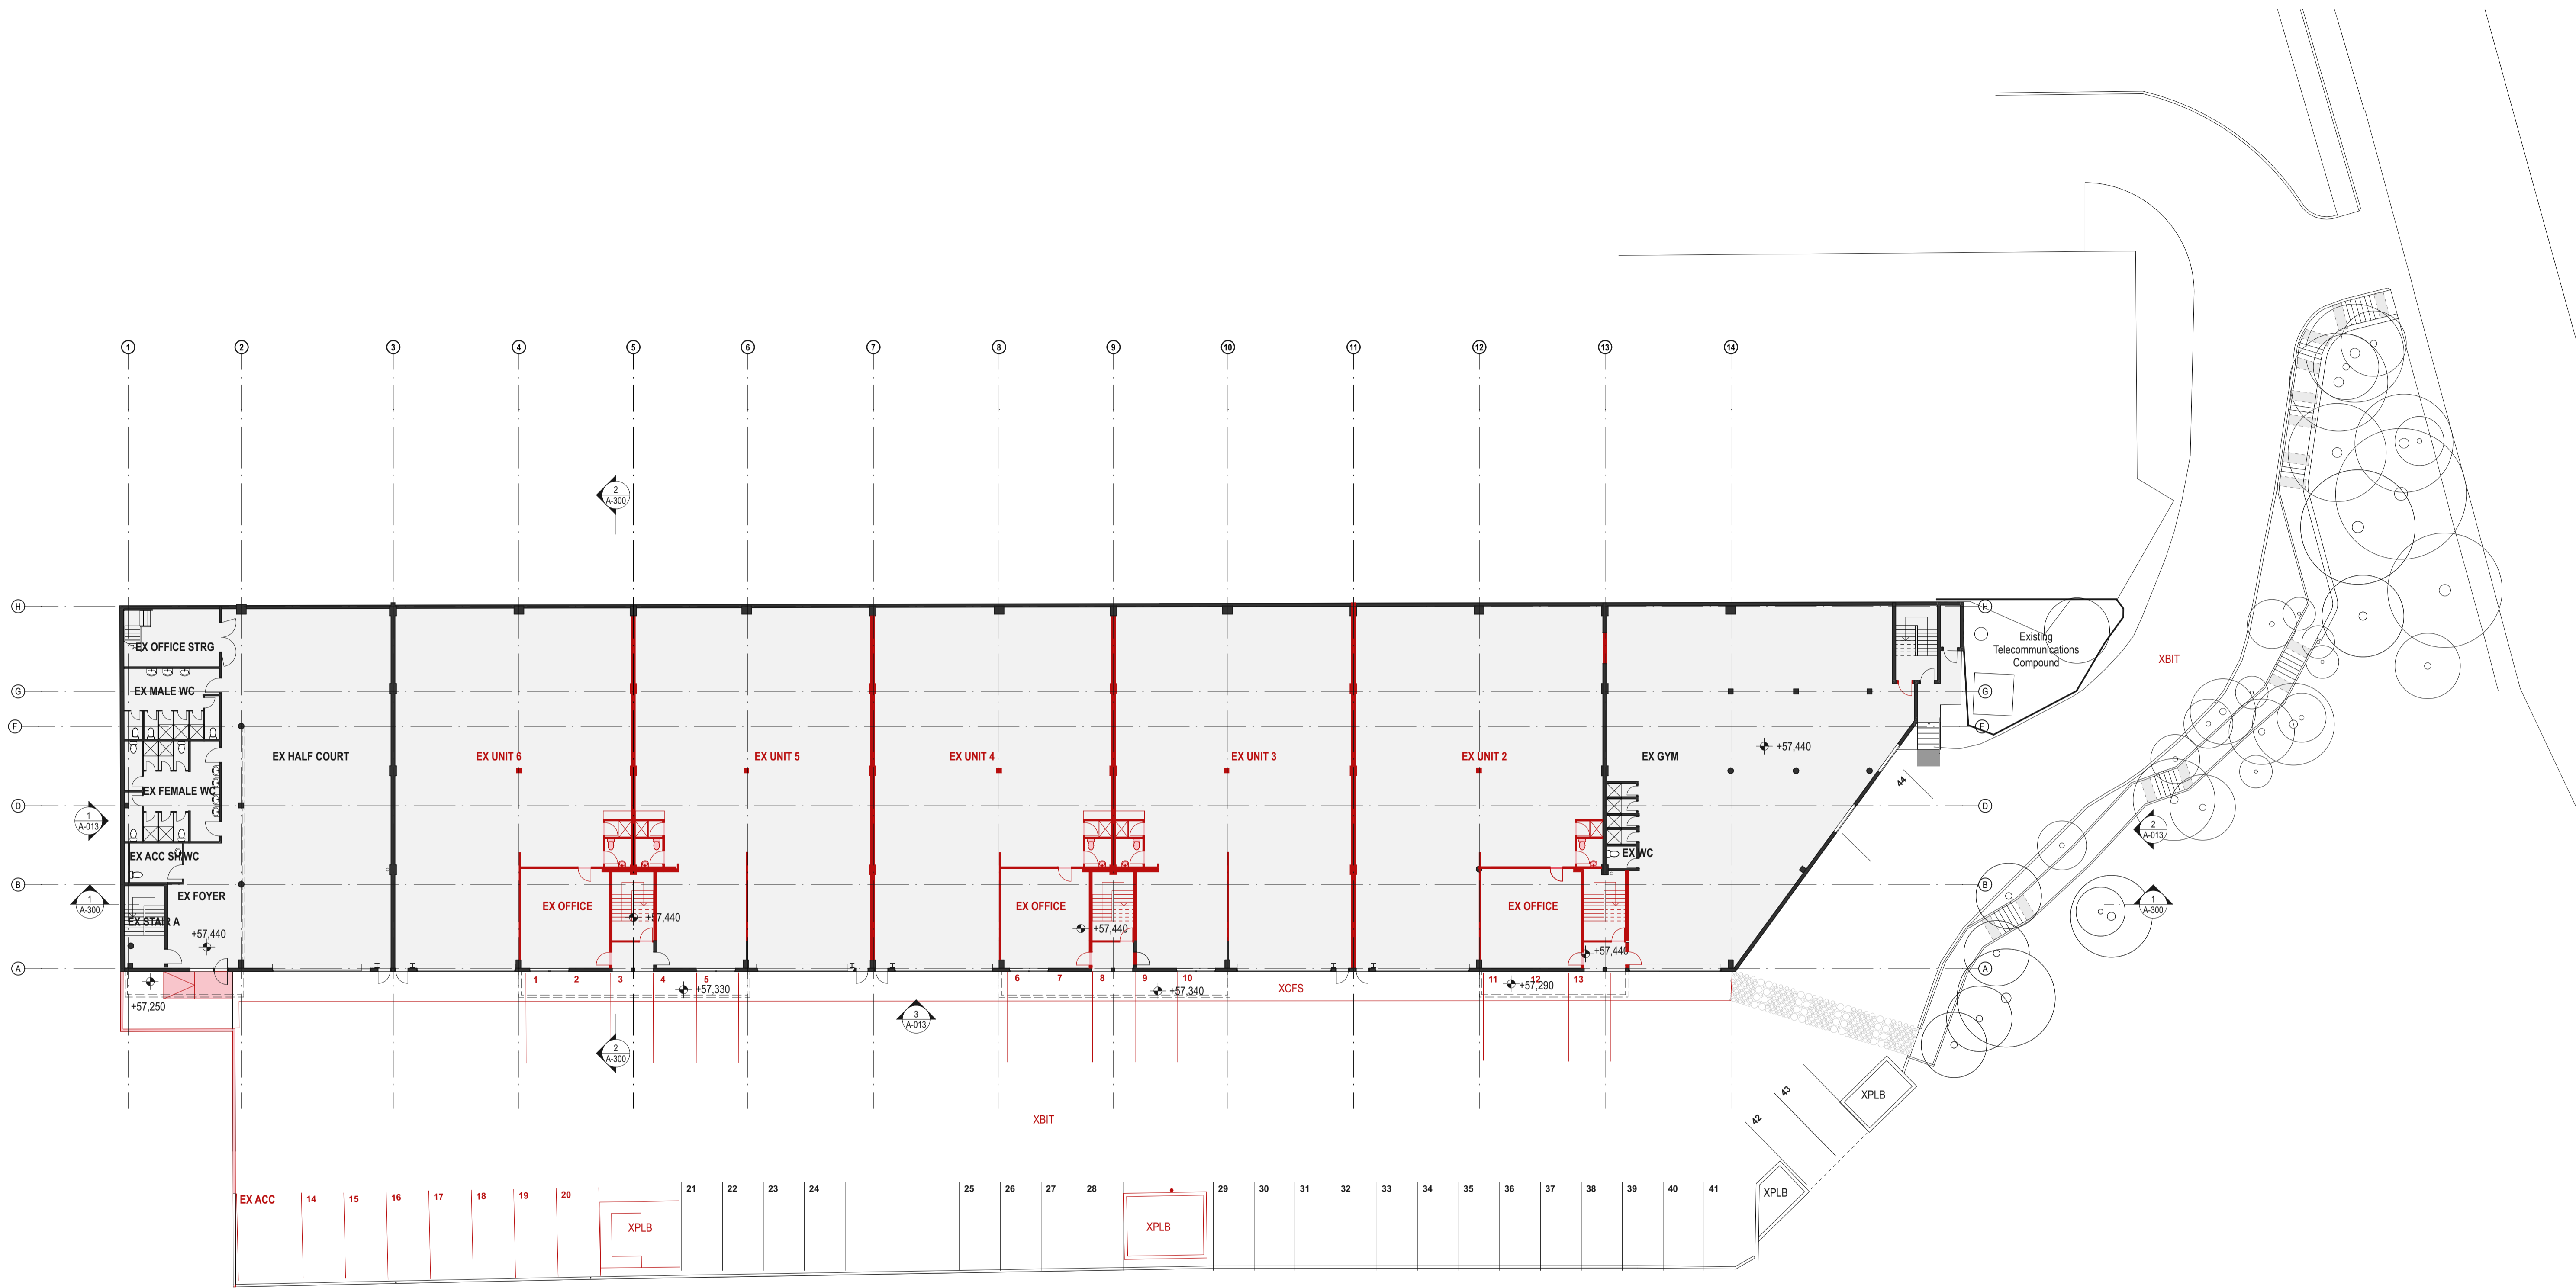 1 2 3 4 5 6 7 8 9 10 11 12 13 14
2
A-300
H
H
EX OFFICE STRG
Existing
Telecommunications
Compound
XBIT
G
EX MALE WC
G
F
F
EX HALF COURT
EX UNIT 6
EX UNIT 5
EX UNIT 4
EX UNIT 3
EX UNIT 2
EX GYM
+57,440
44
EX FEMALE WC
D
D
1
A-013
2
A-013
EX ACC SH/WC
EX WC
B
B
EX FOYER
1
A-300
1
A-300
EX STAIR A
EX OFFICE
EX OFFICE
EX OFFICE
+57,440
+57,440
+57,440
+57,440
A
A
1 2 3 4 5
6 7 8 9 10
11 12 13
+57,250
+57,330
+57,340
XCFS
+57,290
3
A-013
2
A-300
XBIT
43
42
XPLB
XPLB
EX ACC
14 15 16 17 18 19 20
21 22 23 24
25 26 27 28
29 30 31 32 33 34 35 36 37 38 39 40 41
XPLB
XPLB